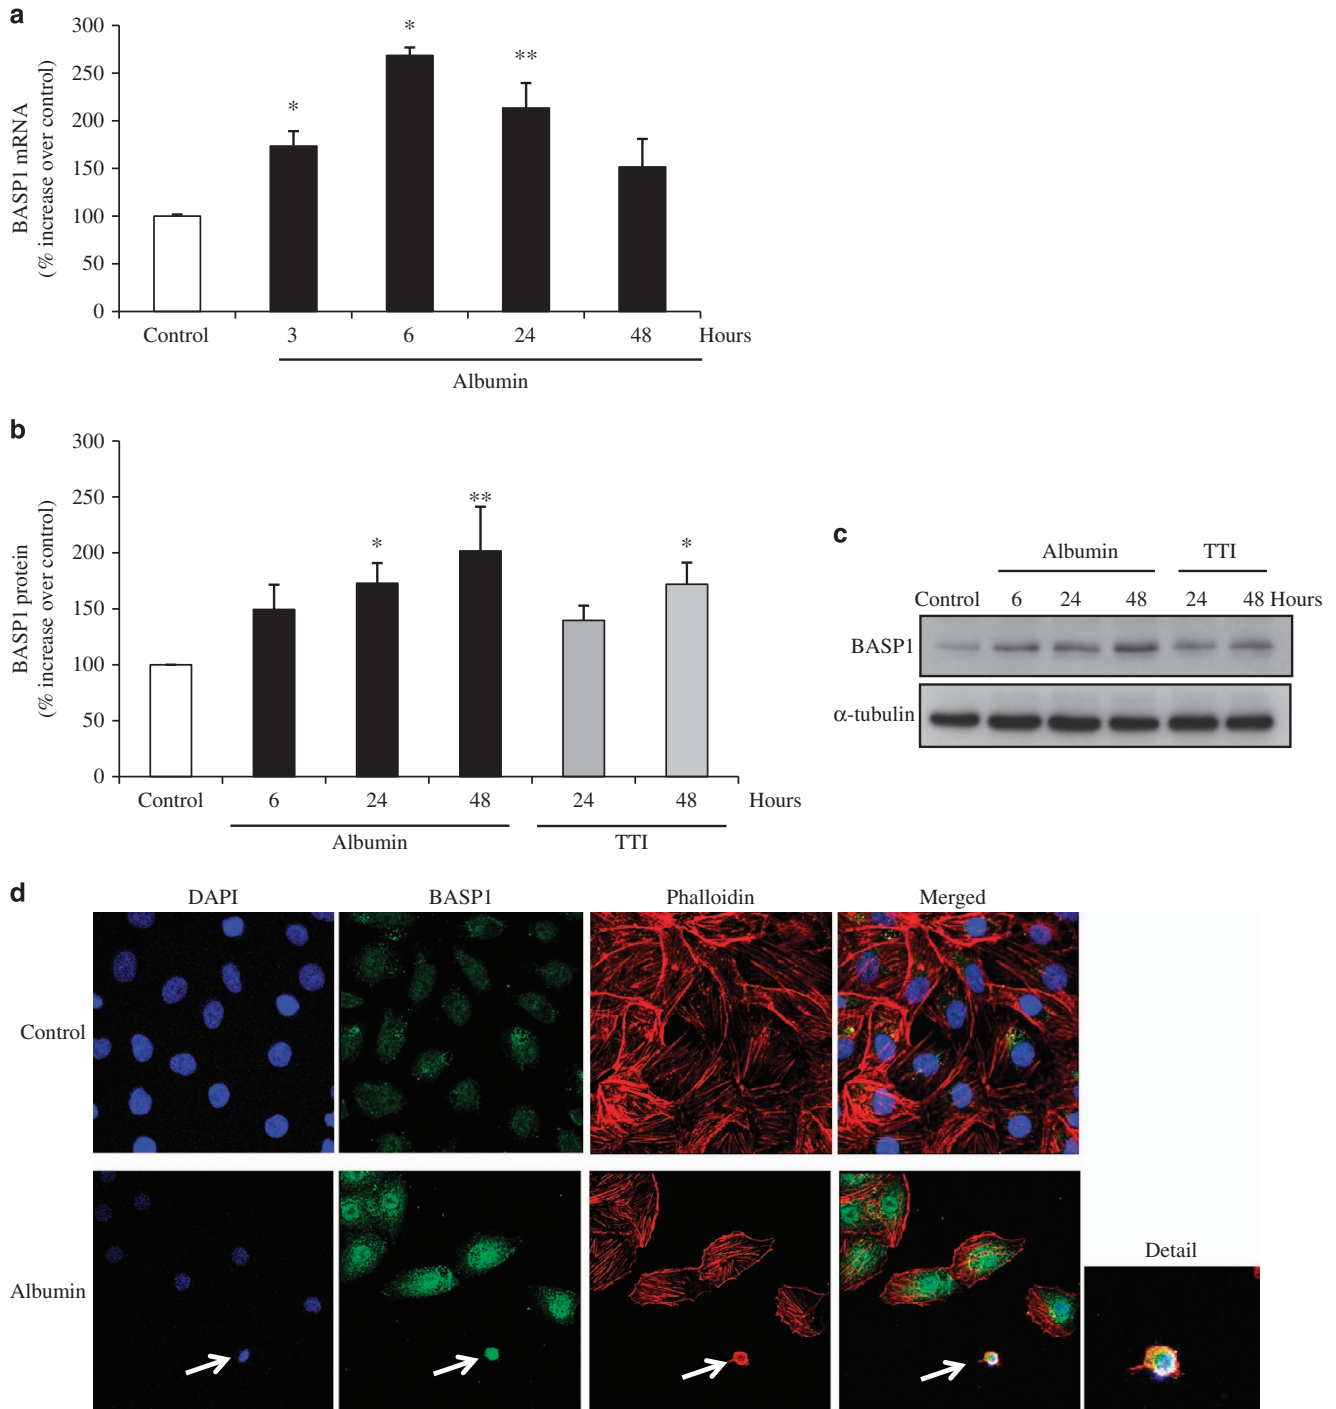 a
300
250
200
150
100
50
0
BASP1 mRNA
(% increase over control)
*
*
**
Control 3 6 24 48 Hours
Albumin
b
300
250
200
150
100
50
0
BASP1 protein
(% increase over control)
*
**
*
Control 6 24 48 24 48 Hours
Albumin TTI
c
Albumin TTI
Control 6 24 48 24 48 Hours
BASP1
α-tubulin
d
DAPI BASP1 Phalloidin Merged
Control
Albumin
Detail